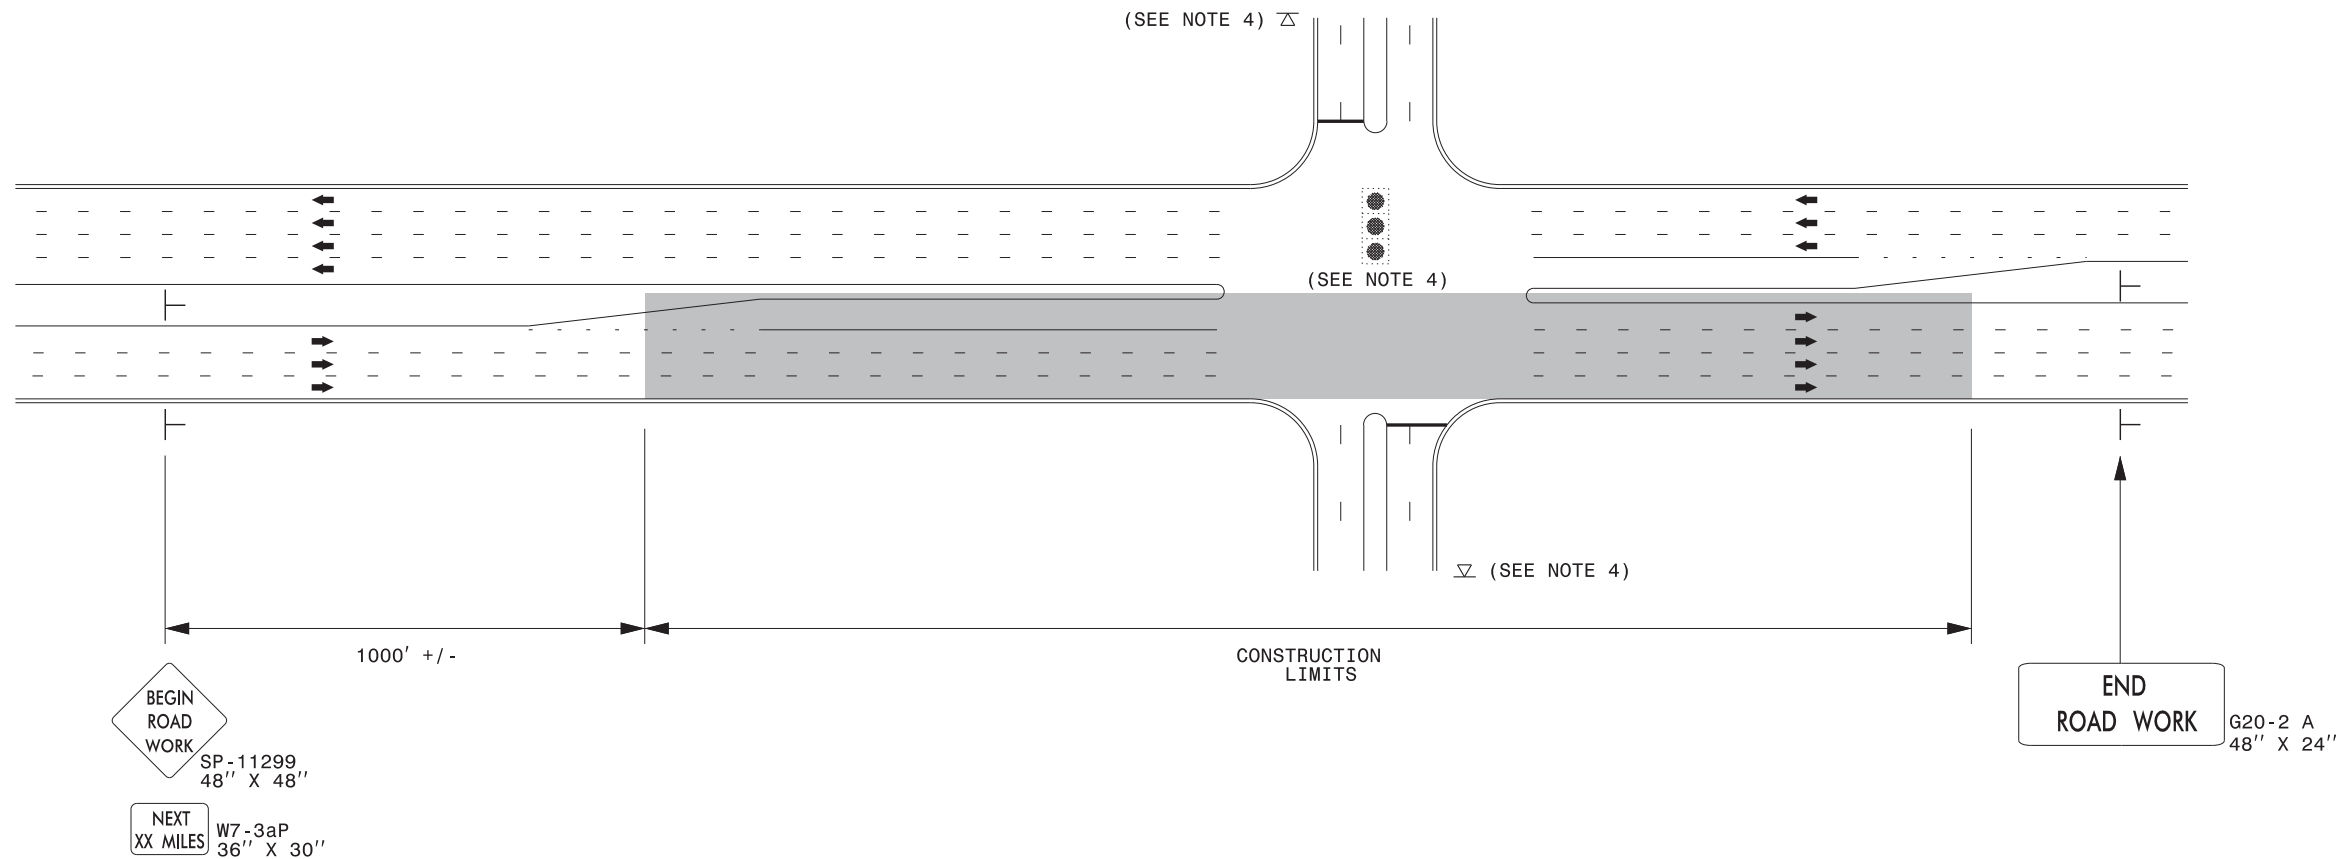 (SEE NOTE 4)
(SEE NOTE 4)
(SEE NOTE 4)
1000' +/-
CONSTRUCTION
LIMITS
BEGIN
ROAD
WORK
SP-11299
48'' X 48''
NEXT
XX MILES
W7-3aP
36'' X 30''
END
ROAD WORK
G20-2 A
48'' X 24''